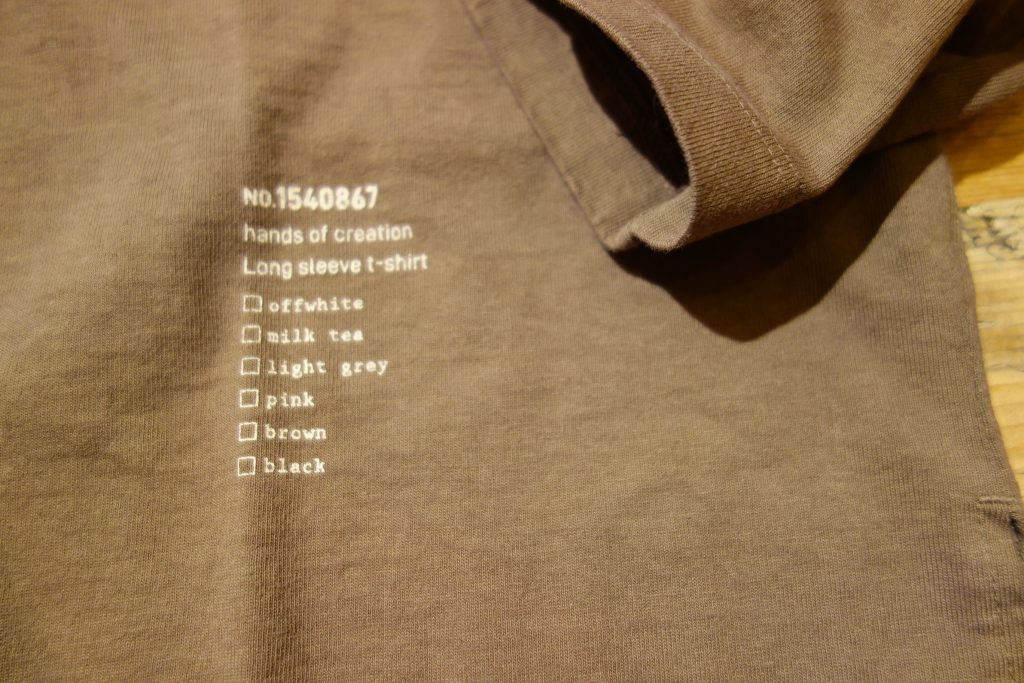 NO.1540867
hands of creation
Long sleeve t-shirt
☐ offwhite
☐ milk tea
☐ light grey
☐ pink
☐ brown
☐ black